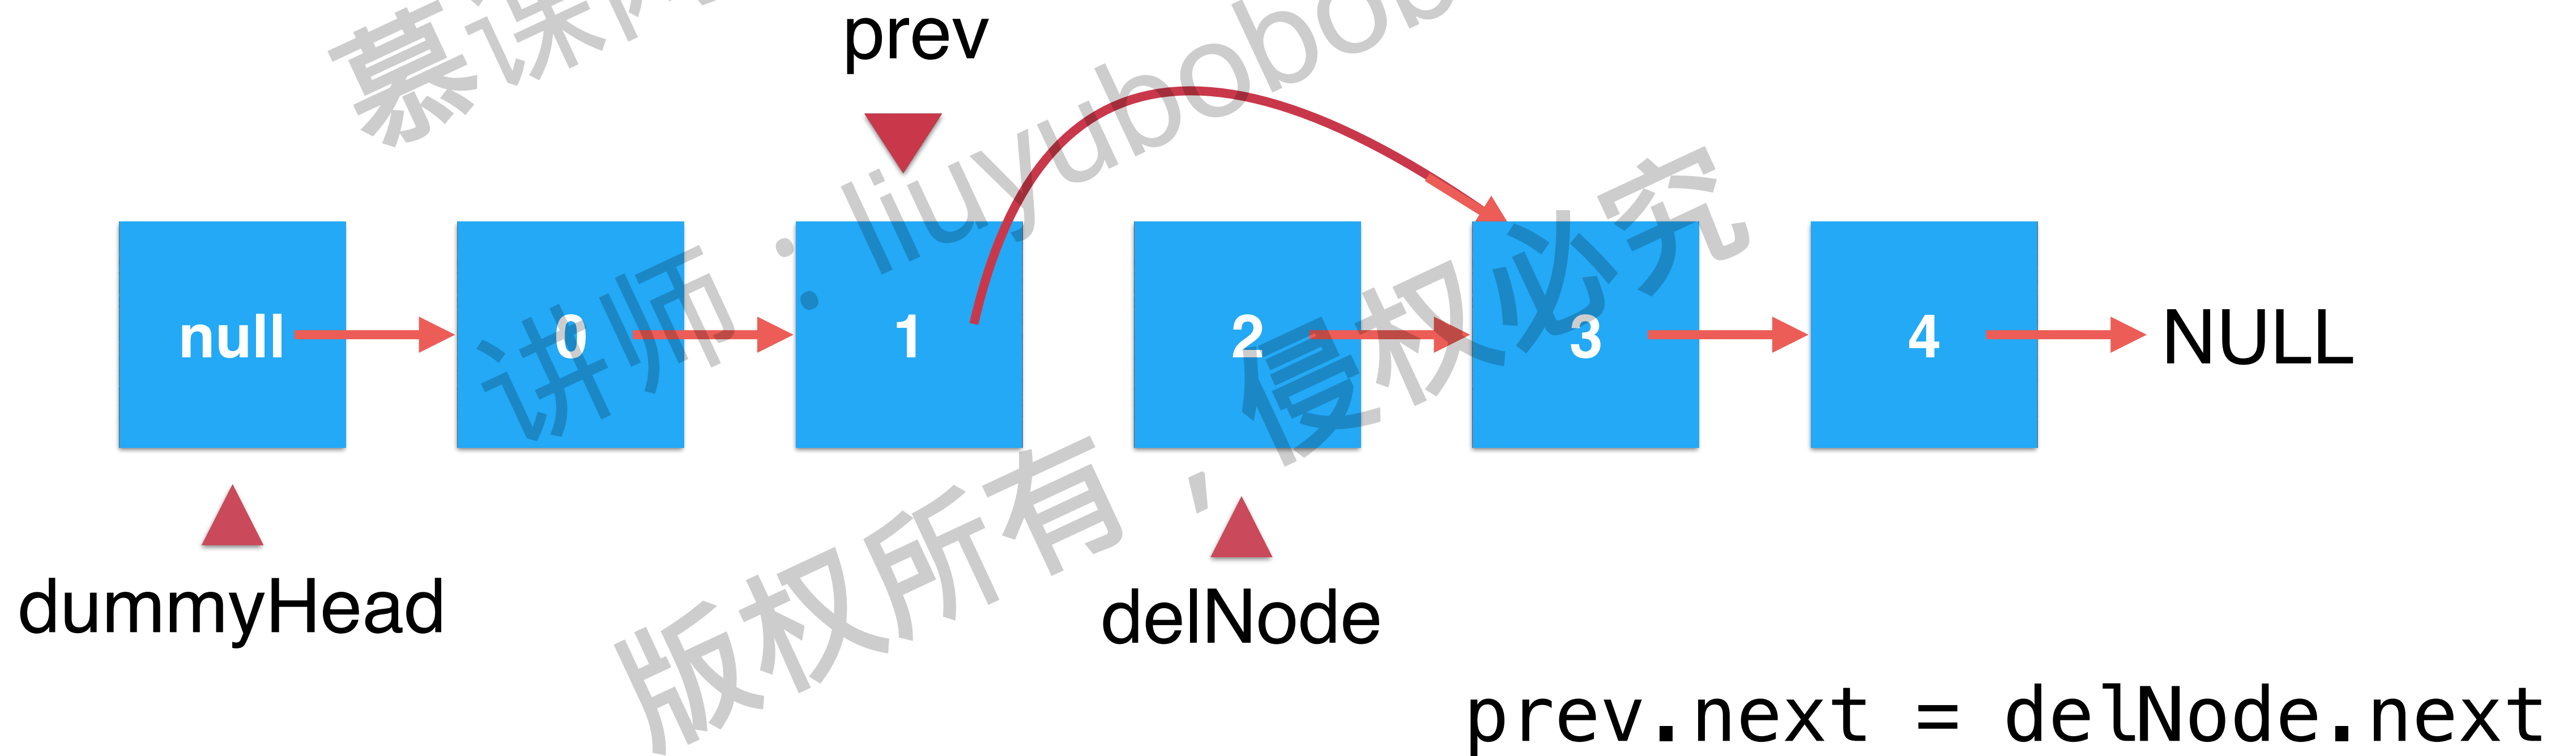 prev
null
0
1
2
3
4
NULL
dummyHead
delNode
prev.next = delNode.next
讲师：liuyubobobo
版权所有，侵权必究